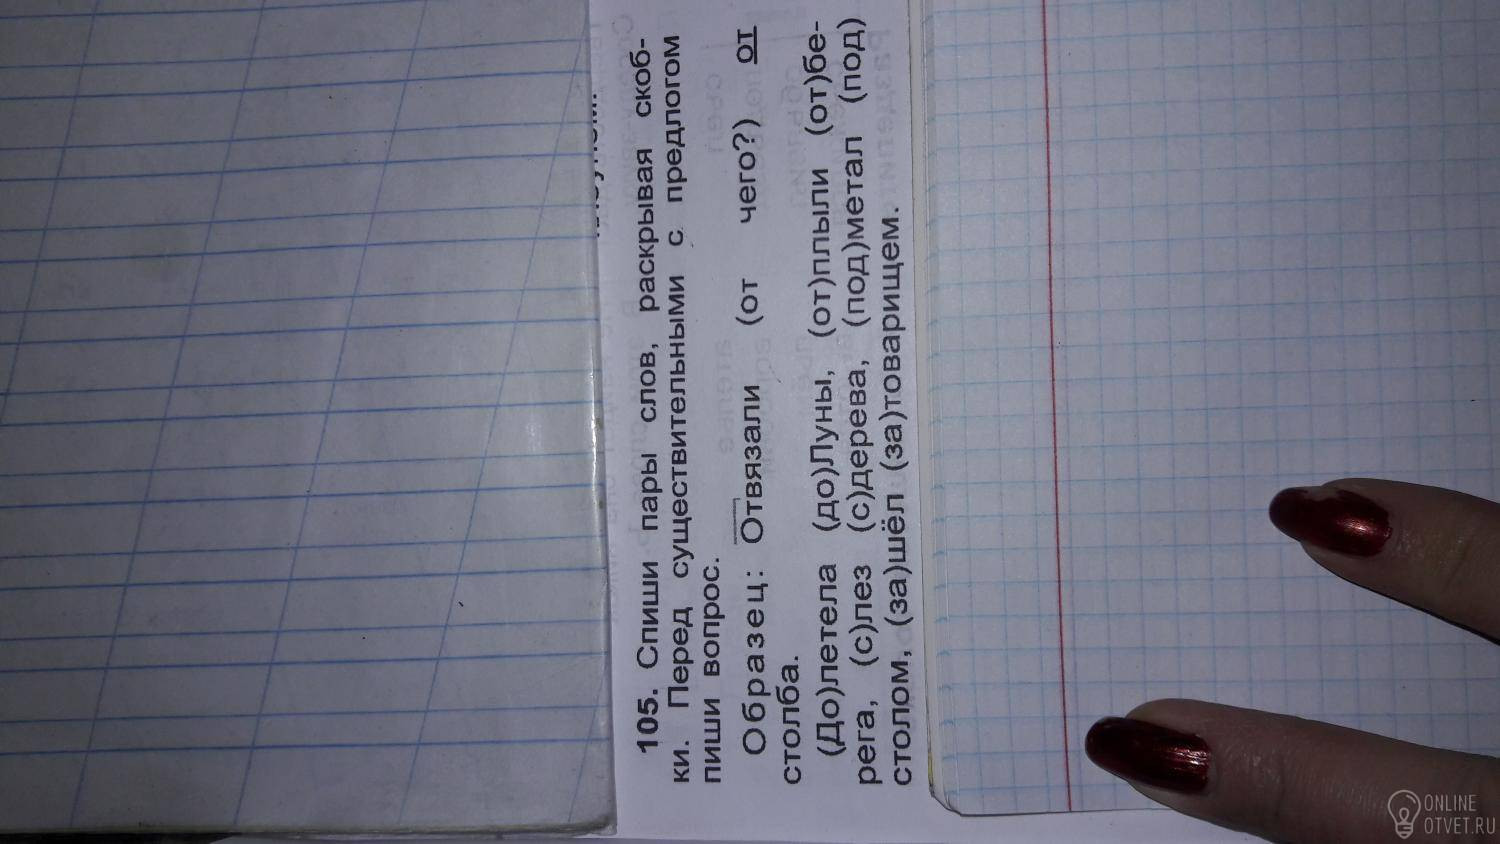 105. Спиши пары слов, раскрывая скоб-
ки. Перед существительными с предлогом
пиши вопрос.
Образец: Отвязали (от чего?) от
столба.
(До)летела (до)Луны, (от)плыли (от)бе-
рега, (с)лез (с)дерева, (под)метал (под)
столом, (за)шёл (за)товарищем.
ONLINE
OTVET.RU